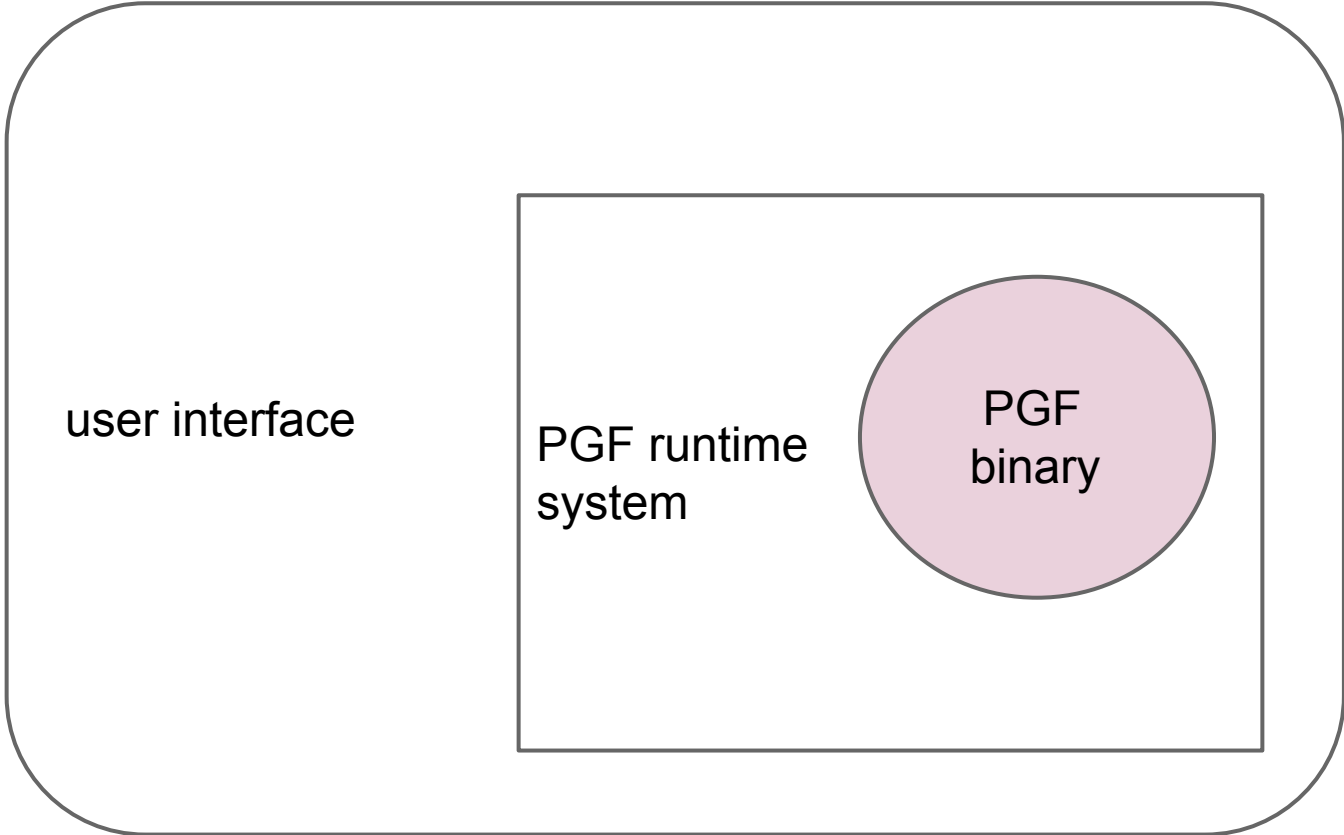 user interface
PGF runtime
system
PGF
binary